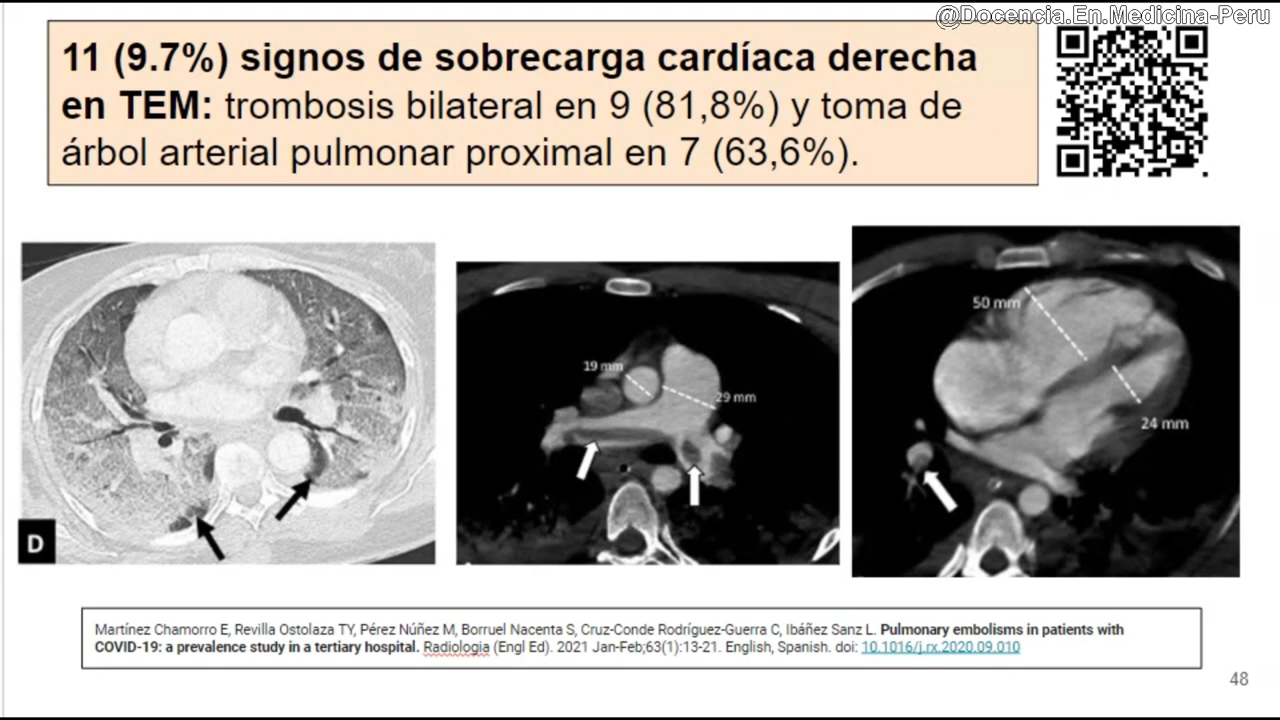 @Docencia.En.Medicina-Peru
11 (9.7%) signos de sobrecarga cardíaca derecha
en TEM: trombosis bilateral en 9 (81,8%) y toma de
árbol arterial pulmonar proximal en 7 (63,6%).
D
19 mm
29 mm
50 mm
24 mm
Martínez Chamorro E, Revilla Ostolaza TY, Pérez Núñez M, Borruel Nacenta S, Cruz-Conde Rodríguez-Guerra C, Ibáñez Sanz L. Pulmonary embolisms in patients with
COVID-19: a prevalence study in a tertiary hospital. Radiologia (Engl Ed). 2021 Jan-Feb;63(1):13-21. English, Spanish. doi: 10.1016/j.rx.2020.09.010
48